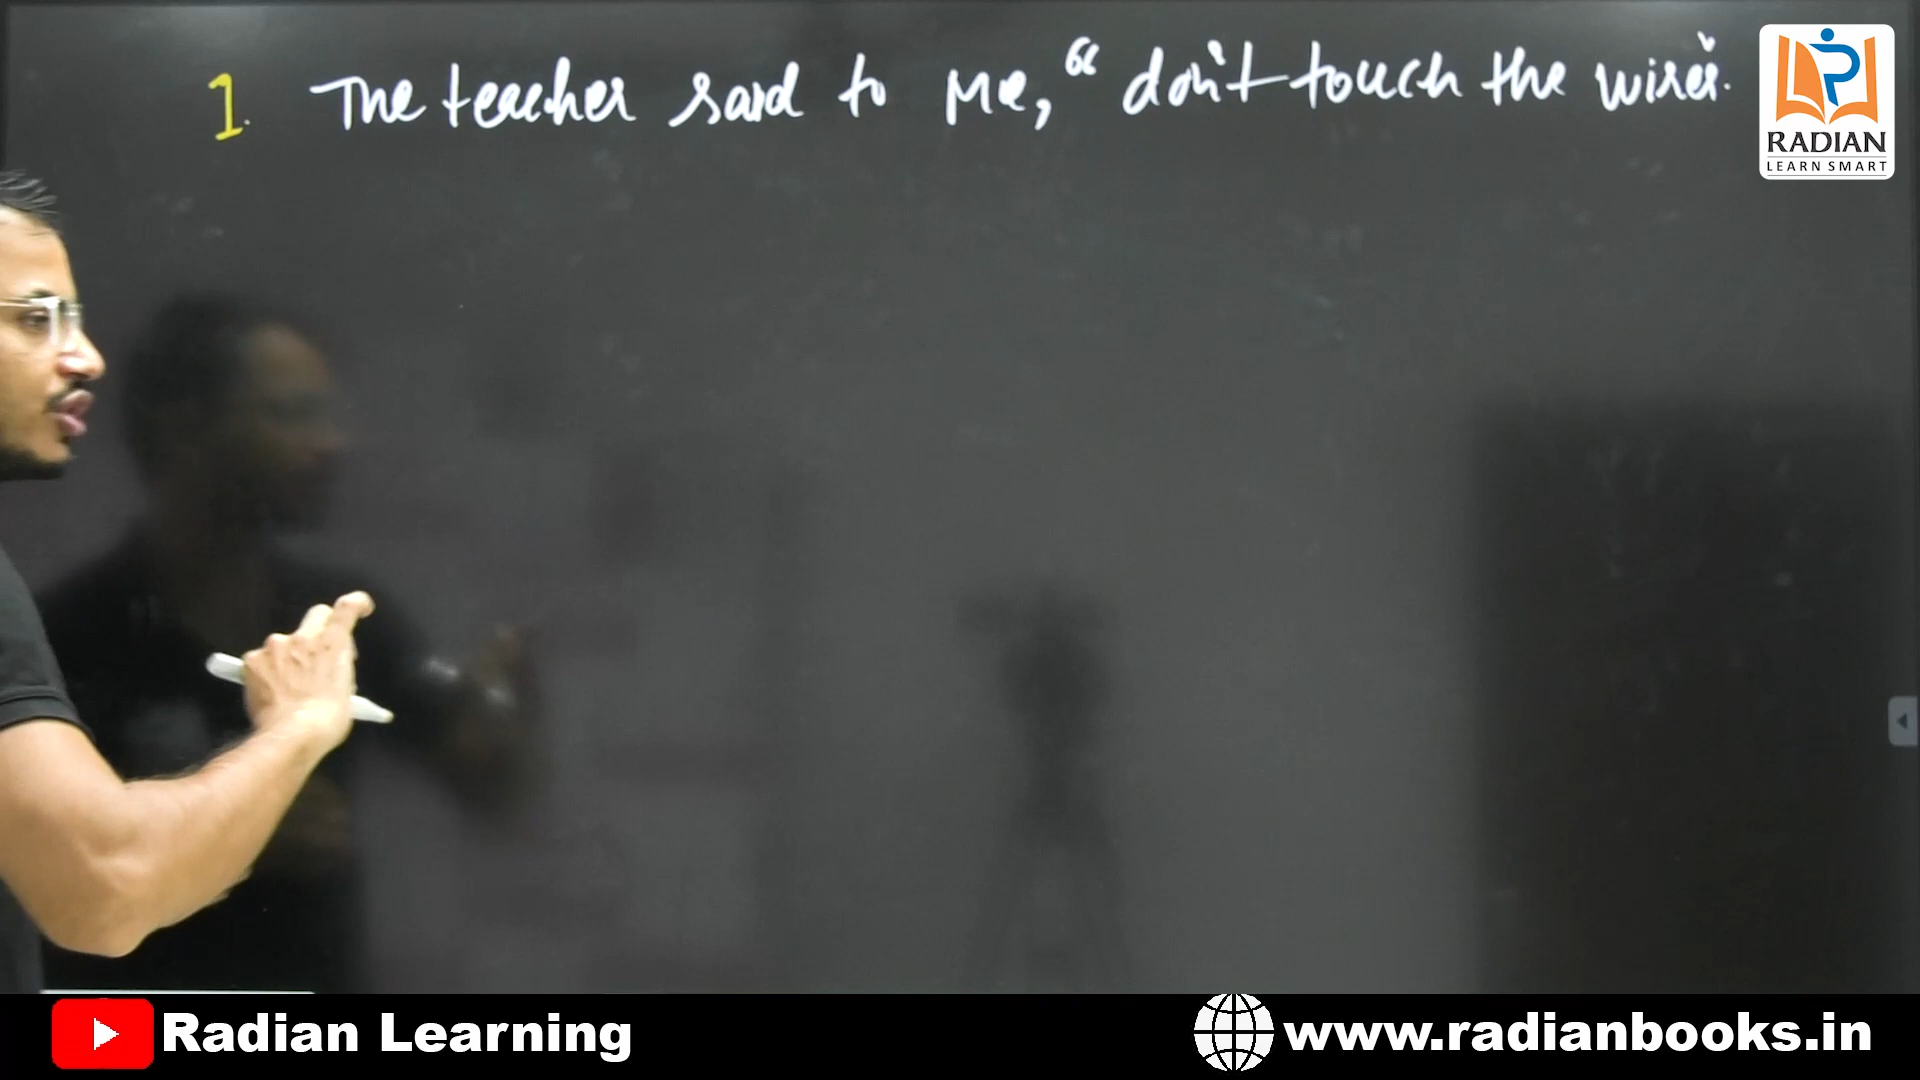 1. The teacher said to me, “ don't touch the wires.
RADIAN
LEARN SMART
Radian Learning
www.radianbooks.in